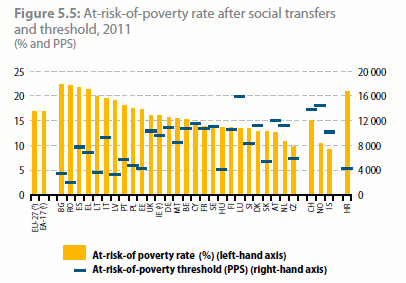 Figure 5.5: At-risk-of-poverty rate after social transfers
and threshold, 2011
(% and PPS)
25 20 000
20 16 000
15 12 000
10 8 000
5 4 000
0 0
EU-27 (¹) EA-17 (¹) BG RO ES EL LT IT LV PT PL EE UK IE (¹) DE MT BE CY FR SE HU FI LU SI DK SK AT NL CZ CH NO IS HR
At-risk-of poverty rate (%) (left-hand axis)
At-risk-of-poverty threshold (PPS) (right-hand axis)